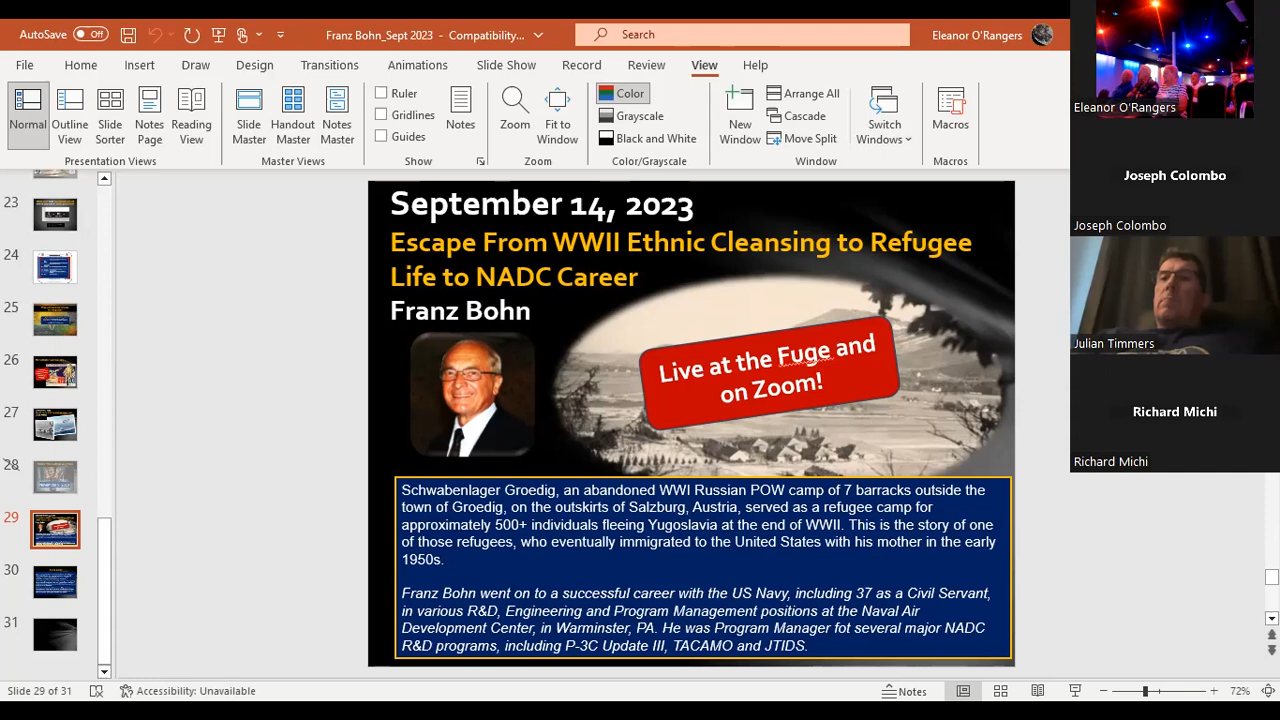 AutoSave Off Franz Bohn_Sept 2023 - Compatibility... Search Eleanor O'Rangers
File Home Insert Draw Design Transitions Animations Slide Show Record Review View Help
Normal Outline View Slide Sorter Notes Page Reading View
Presentation Views
Slide Master Handout Master Notes Master
Master Views
Ruler
Gridlines
Guides
Notes
Show
Zoom Fit to Window
Zoom
Color
Grayscale
Black and White
Color/Grayscale
New Window
Arrange All
Cascade
Move Split
Switch Windows
Window
Macros
Macros
23
24
25
26
27
28
29
30
31
September 14, 2023
Escape From WWII Ethnic Cleansing to Refugee
Life to NADC Career
Franz Bohn
Live at the Fuge and
on Zoom!
Schwabenlager Groedig, an abandoned WWI Russian POW camp of 7 barracks outside the
town of Groedig, on the outskirts of Salzburg, Austria, served as a refugee camp for
approximately 500+ individuals fleeing Yugoslavia at the end of WWII. This is the story of one
of those refugees, who eventually immigrated to the United States with his mother in the early
1950s.
Franz Bohn went on to a successful career with the US Navy, including 37 as a Civil Servant,
in various R&D, Engineering and Program Management positions at the Naval Air
Development Center, in Warminster, PA. He was Program Manager fot several major NADC
R&D programs, including P-3C Update III, TACAMO and JTIDS.
Eleanor O'Rangers
Joseph Colombo
Joseph Colombo
Julian Timmers
Richard Michi
Richard Michi
Slide 29 of 31 Accessibility: Unavailable Notes 72%